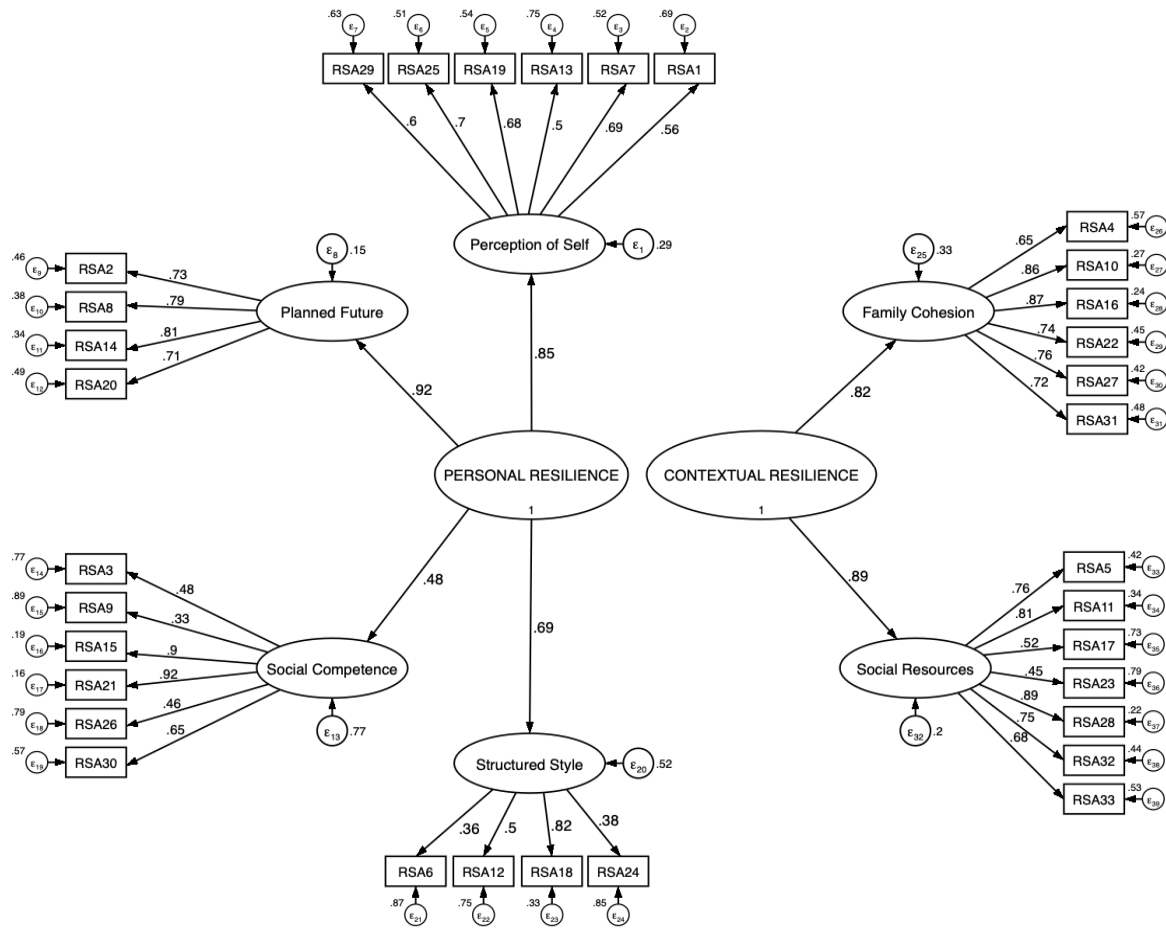 .63 ε7 .51 ε6 .54 ε5 .75 ε4 .52 ε3 .69 ε2
RSA29 RSA25 RSA19 RSA13 RSA7 RSA1
.6 .7 .68 .5 .69 .56
Perception of Self
ε1 .29
ε8 .15
Planned Future
.46 ε9 RSA2 .73
.38 ε10 RSA8 .79
.34 ε11 RSA14 .81
.49 ε12 RSA20 .71
ε25 .33
Family Cohesion
.65 RSA4 .57 ε26
.86 RSA10 .27 ε27
.87 RSA16 .24 ε28
.74 RSA22 .45 ε29
.76 RSA27 .42 ε30
.72 RSA31 .48 ε31
.92
.85
.82
PERSONAL RESILIENCE
1
CONTEXTUAL RESILIENCE
1
.48
.69
.89
.77 ε14 RSA3 .48
.89 ε15 RSA9 .33
.19 ε16 RSA15 .9
.16 ε17 RSA21 .92
.79 ε18 RSA26 .46
.57 ε19 RSA30 .65
Social Competence
ε13 .77
Social Resources
ε32 .2
.76 RSA5 .42 ε33
.81 RSA11 .34 ε34
.52 RSA17 .73 ε35
.45 RSA23 .79 ε36
.89 RSA28 .22 ε37
.75 RSA32 .44 ε38
.68 RSA33 .53 ε39
Structured Style
ε20 .52
.36 .5 .82 .38
RSA6 RSA12 RSA18 RSA24
.87 ε21 .75 ε22 .33 ε23 .85 ε24